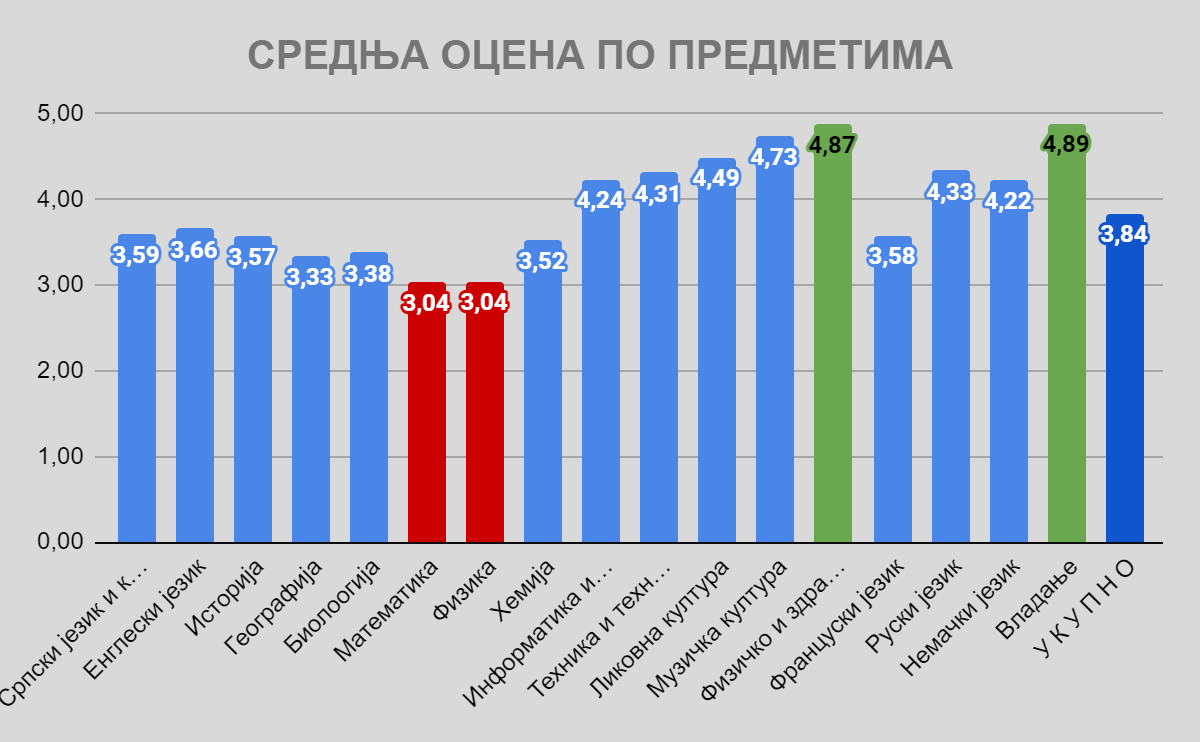 СРЕДЊА ОЦЕНА ПО ПРЕДМЕТИМА
5,00
4,00
3,00
2,00
1,00
0,00
3,59
3,66
3,57
3,33
3,38
3,04
3,04
3,52
4,24
4,31
4,49
4,73
4,87
3,58
4,33
4,22
4,89
3,84
Српски језик и к...
Енглески језик
Историја
Географија
Билоогија
Математика
Физика
Хемија
Информатика и...
Техника и техн...
Ликовна култура
Музичка култура
Физичко и здра...
Француски језик
Руски језик
Немачки језик
Владање
У К У П Н О